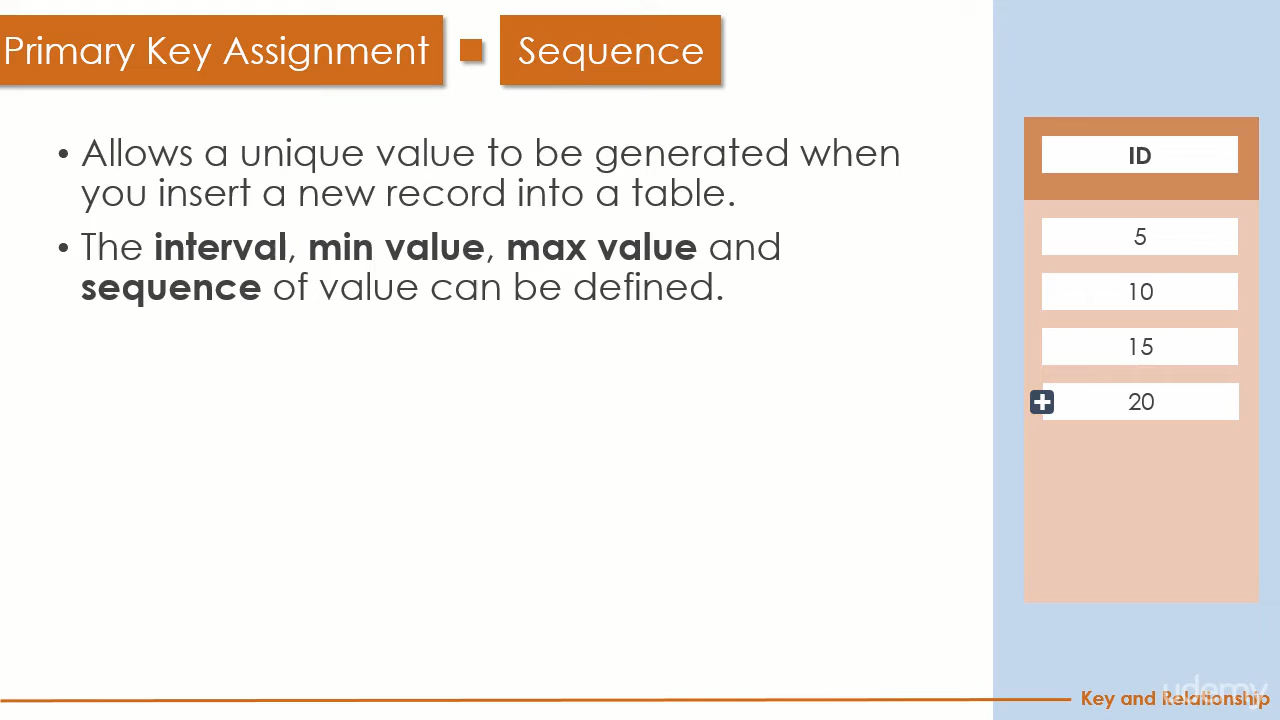 Primary Key Assignment
Sequence
• Allows a unique value to be generated when
you insert a new record into a table.
• The interval, min value, max value and
sequence of value can be defined.
ID
5
10
15
20
Key and Relationship
udemy